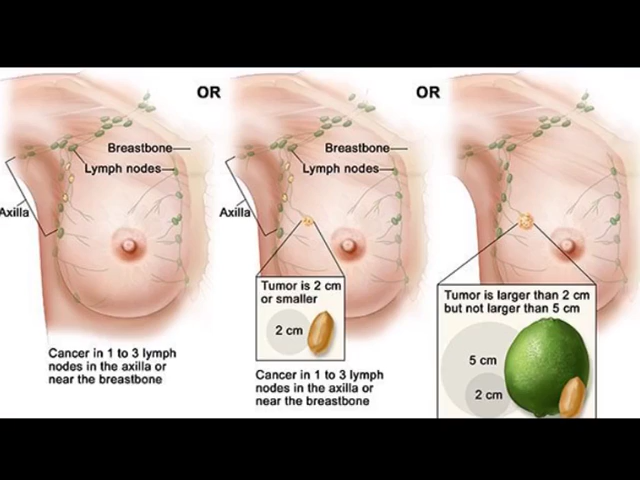 OR
OR
Breastbone
Lymph nodes
Axilla
Cancer in 1 to 3 lymph
nodes in the axilla or
near the breastbone
Breastbone
Lymph nodes
Axilla
Tumor is 2 cm
or smaller
2 cm
Cancer in 1 to 3 lymph
nodes in the axilla or
near the breastbone
Tumor is larger than 2 cm
but not larger than 5 cm
5 cm
2 cm